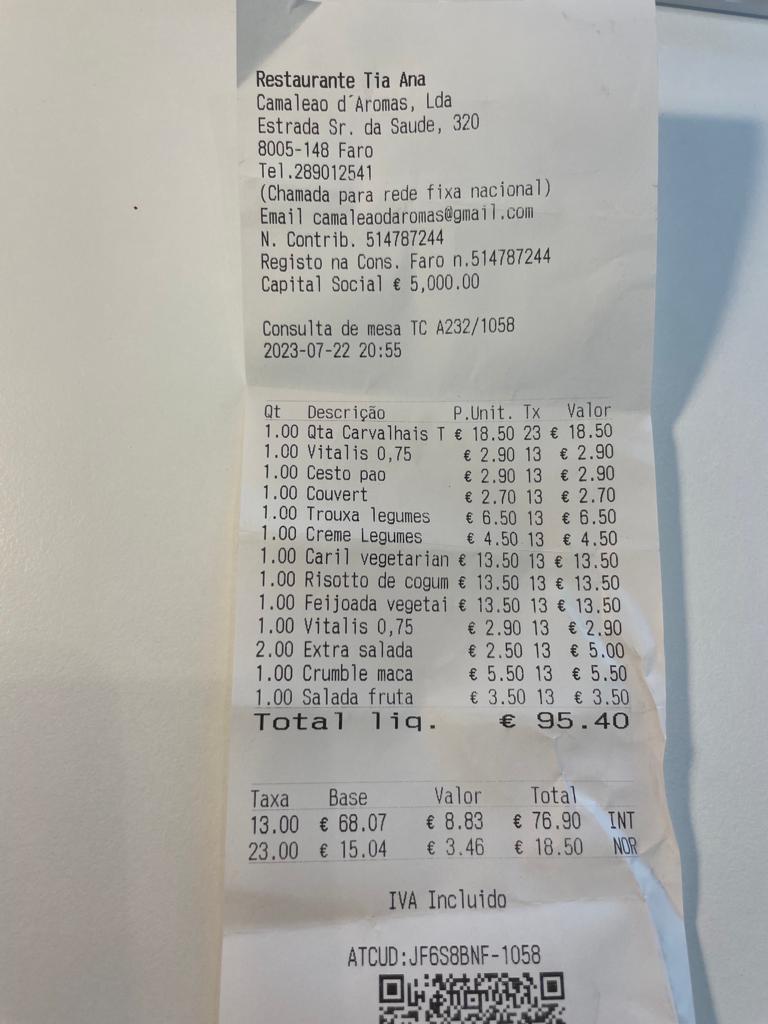 Restaurante Tia Ana
Camaleao d´Aromas, Lda
Estrada Sr. da Saude, 320
8005-148 Faro
Tel.289012541
(Chamada para rede fixa nacional)
Email camaleaodaromas@gmail.com
N. Contrib. 514787244
Registo na Cons. Faro n.514787244
Capital Social € 5,000.00
Consulta de mesa TC A232/1058
2023-07-22 20:55
Qt Descrição P.Unit. Tx Valor
1.00 Qta Carvalhais T € 18.50 23 € 18.50
1.00 Vitalis 0,75 € 2.90 13 € 2.90
1.00 Cesto pao € 2.90 13 € 2.90
1.00 Couvert € 2.70 13 € 2.70
1.00 Trouxa legumes € 6.50 13 € 6.50
1.00 Creme Legumes € 4.50 13 € 4.50
1.00 Caril vegetarian € 13.50 13 € 13.50
1.00 Risotto de cogum € 13.50 13 € 13.50
1.00 Feijoada vegetai € 13.50 13 € 13.50
1.00 Vitalis 0,75 € 2.90 13 € 2.90
2.00 Extra salada € 2.50 13 € 5.00
1.00 Crumble maca € 5.50 13 € 5.50
1.00 Salada fruta € 3.50 13 € 3.50
Total liq. € 95.40
Taxa Base Valor Total
13.00 € 68.07 € 8.83 € 76.90 INT
23.00 € 15.04 € 3.46 € 18.50 NOR
IVA Incluido
ATCUD:JF6S8BNF-1058